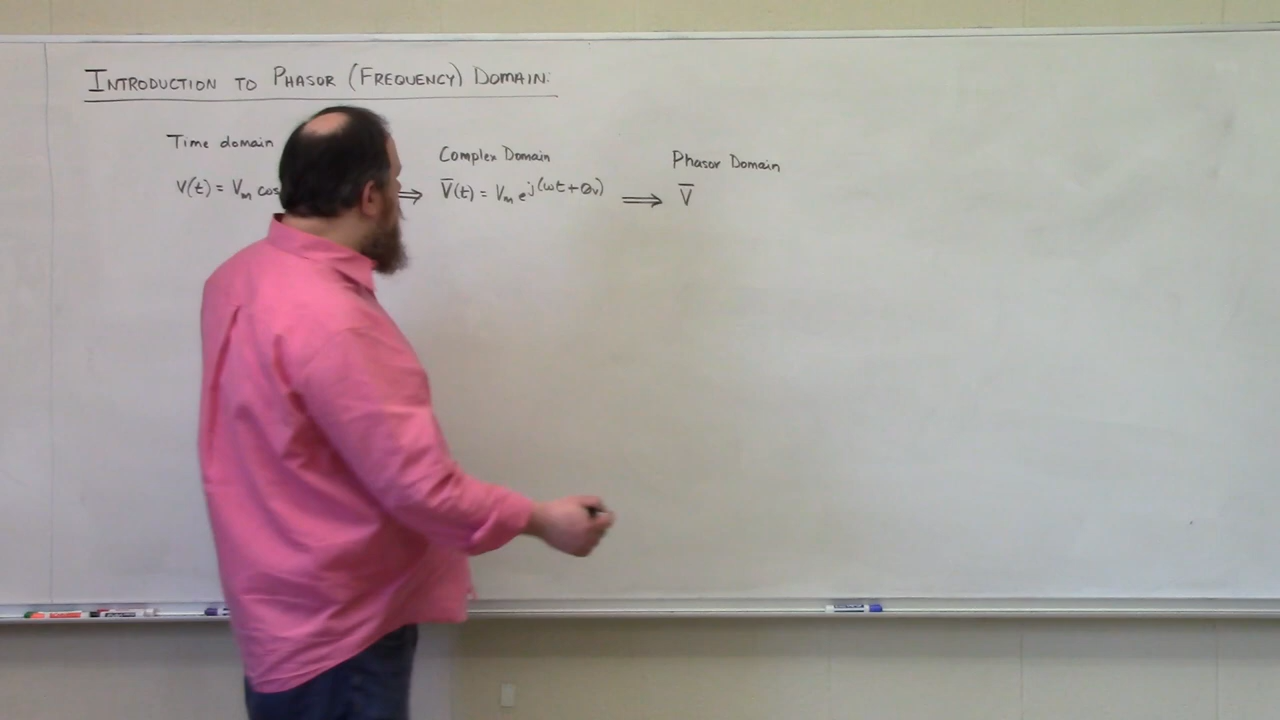 INTRODUCTION TO PHASOR (FREQUENCY) DOMAIN:
Time domain
Complex Domain
Phasor Domain
V(t) = Vₘ cos
⇒ V̅(t) = Vₘ e^j(ωt+θᵥ) ⇒ V̅